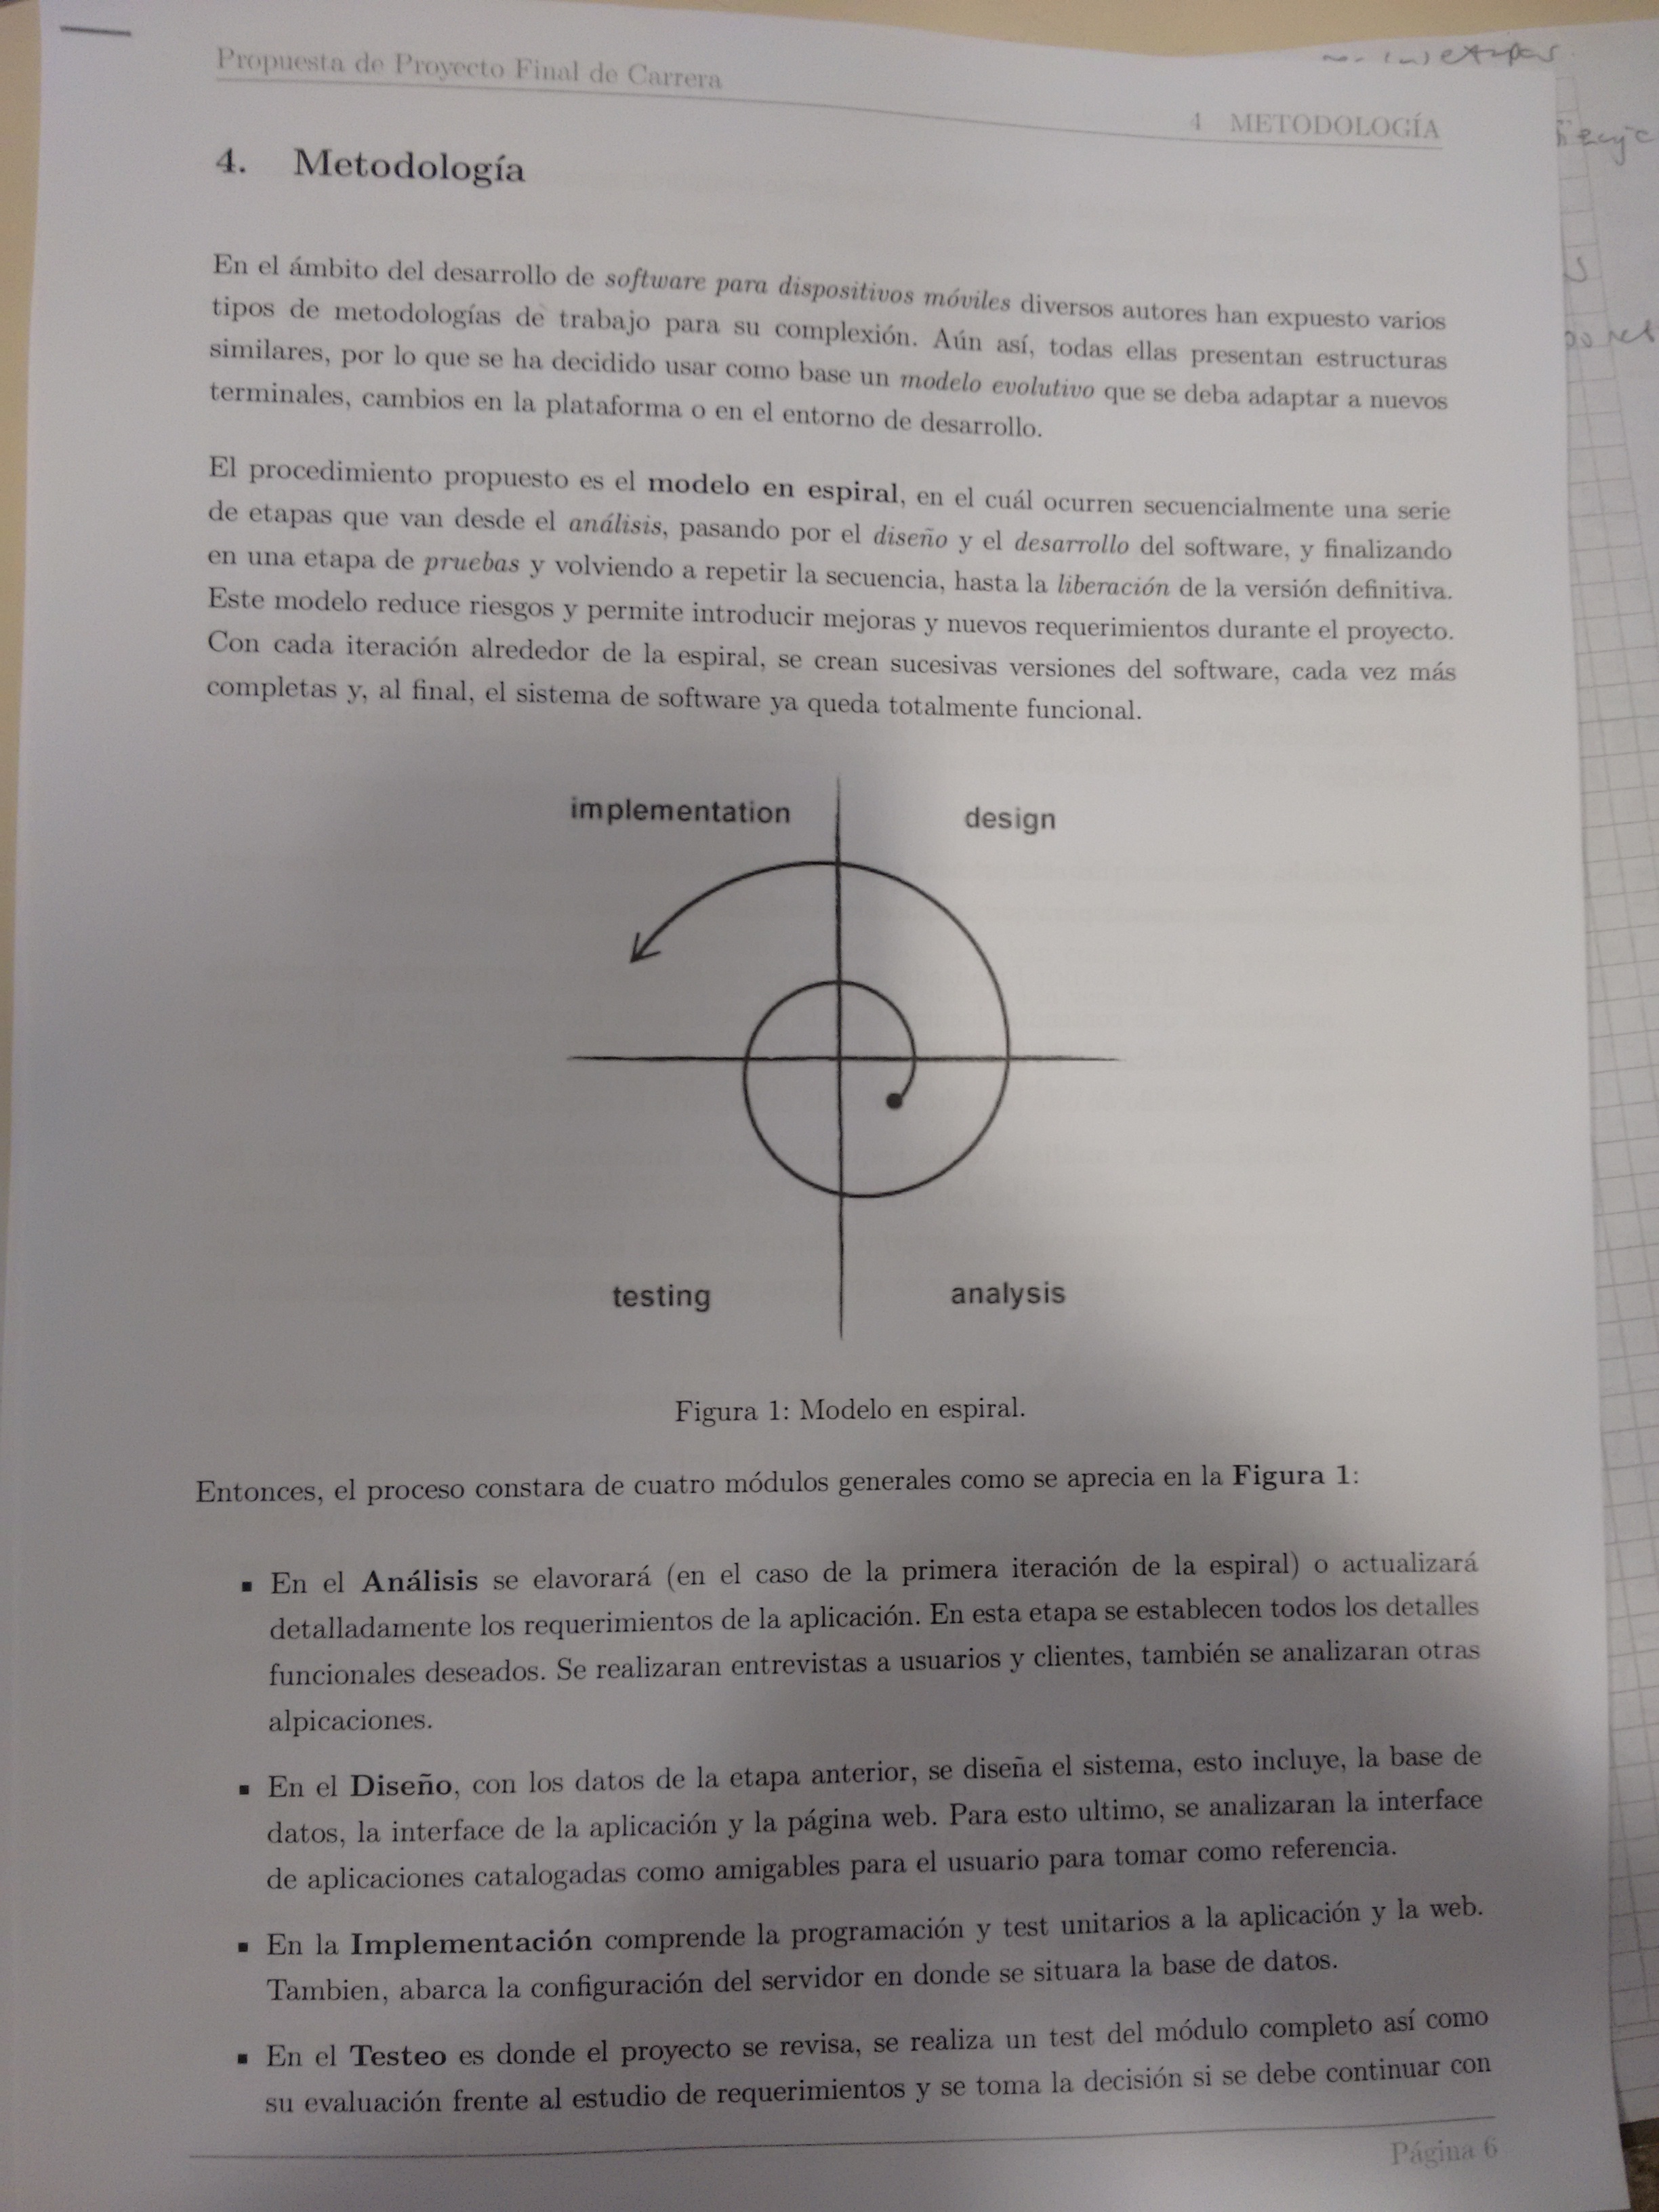 Propuesta de Proyecto Final de Carrera
4 METODOLOGÍA
4. Metodología
En el ámbito del desarrollo de software para dispositivos móviles diversos autores han expuesto varios
tipos de metodologías de trabajo para su complexión. Aún así, todas ellas presentan estructuras
similares, por lo que se ha decidido usar como base un modelo evolutivo que se deba adaptar a nuevos
terminales, cambios en la plataforma o en el entorno de desarrollo.
El procedimiento propuesto es el modelo en espiral, en el cuál ocurren secuencialmente una serie
de etapas que van desde el análisis, pasando por el diseño y el desarrollo del software, y finalizando
en una etapa de pruebas y volviendo a repetir la secuencia, hasta la liberación de la versión definitiva.
Este modelo reduce riesgos y permite introducir mejoras y nuevos requerimientos durante el proyecto.
Con cada iteración alrededor de la espiral, se crean sucesivas versiones del software, cada vez más
completas y, al final, el sistema de software ya queda totalmente funcional.
implementation
design
testing
analysis
Figura 1: Modelo en espiral.
Entonces, el proceso constara de cuatro módulos generales como se aprecia en la Figura 1:
▪ En el Análisis se elavorará (en el caso de la primera iteración de la espiral) o actualizará
detalladamente los requerimientos de la aplicación. En esta etapa se establecen todos los detalles
funcionales deseados. Se realizaran entrevistas a usuarios y clientes, también se analizaran otras
alpicaciones.
▪ En el Diseño, con los datos de la etapa anterior, se diseña el sistema, esto incluye, la base de
datos, la interface de la aplicación y la página web. Para esto ultimo, se analizaran la interface
de aplicaciones catalogadas como amigables para el usuario para tomar como referencia.
▪ En la Implementación comprende la programación y test unitarios a la aplicación y la web.
Tambien, abarca la configuración del servidor en donde se situara la base de datos.
▪ En el Testeo es donde el proyecto se revisa, se realiza un test del módulo completo así como
su evaluación frente al estudio de requerimientos y se toma la decisión si se debe continuar con
Página 6